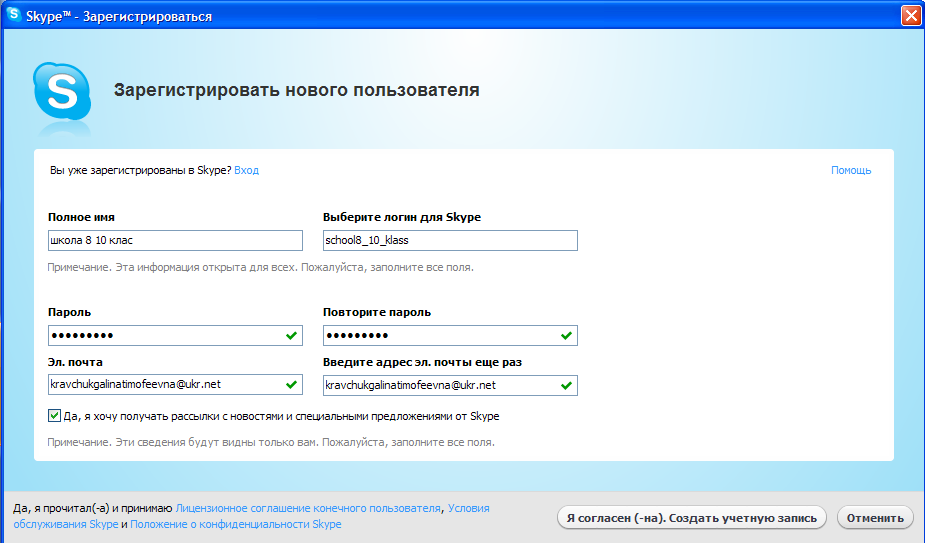 Skype™ - Зарегистрироваться
Зарегистрировать нового пользователя
Вы уже зарегистрированы в Skype? Вход
Помощь
Полное имя
Выберите логин для Skype
школа 8 10 клас
school8_10_klass
Примечание. Эта информация открыта для всех. Пожалуйста, заполните все поля.
Пароль
Повторите пароль
•••••••••
•••••••••
Эл. почта
Введите адрес эл. почты еще раз
kravchukgalinatimofeevna@ukr.net
kravchukgalinatimofeevna@ukr.net
Да, я хочу получать рассылки с новостями и специальными предложениями от Skype
Примечание. Эти сведения будут видны только вам. Пожалуйста, заполните все поля.
Да, я прочитал(-а) и принимаю Лицензионное соглашение конечного пользователя, Условия
обслуживания Skype и Положение о конфиденциальности Skype
Я согласен (-на). Создать учетную запись
Отменить